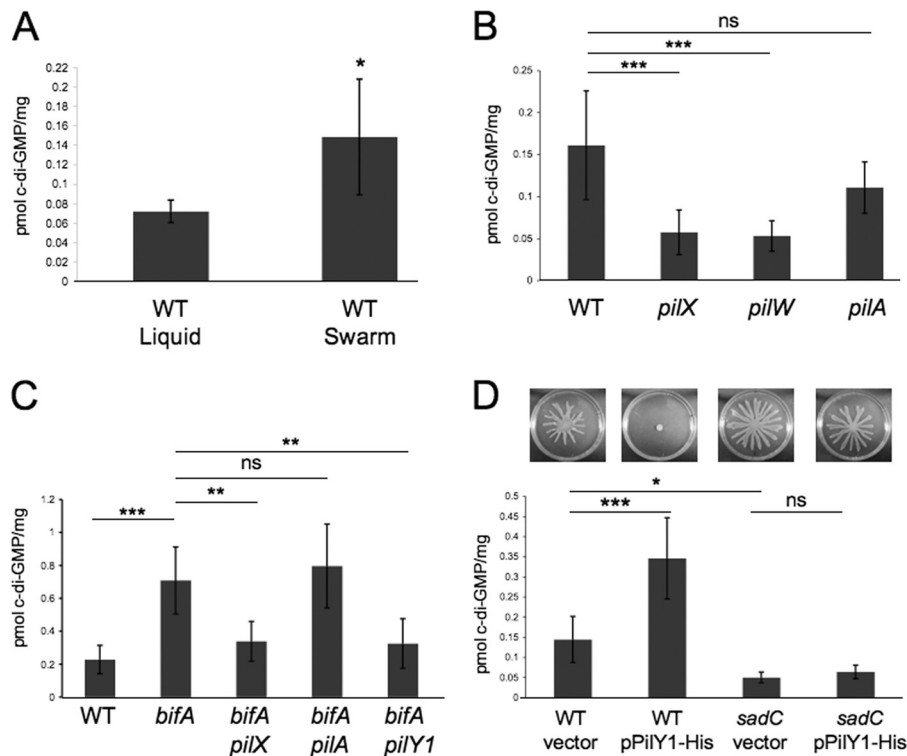 A
pmol c-di-GMP/mg
0.22
0.2
0.18
0.16
0.14
0.12
0.1
0.08
0.06
0.04
0.02
0
*
WT
Liquid
WT
Swarm
B
pmol c-di-GMP/mg
0.25
0.2
0.15
0.1
0.05
0
ns
***
***
WT
pilX
pilW
pilA
C
pmol c-di-GMP/mg
1.2
1
0.8
0.6
0.4
0.2
0
**
ns
**
***
WT
bifA
bifA
pilX
bifA
pilA
bifA
pilY1
D
pmol c-di-GMP/mg
0.5
0.45
0.4
0.35
0.3
0.25
0.2
0.15
0.1
0.05
0
*
***
ns
WT
vector
WT
pPilY1-His
sadC
vector
sadC
pPilY1-His